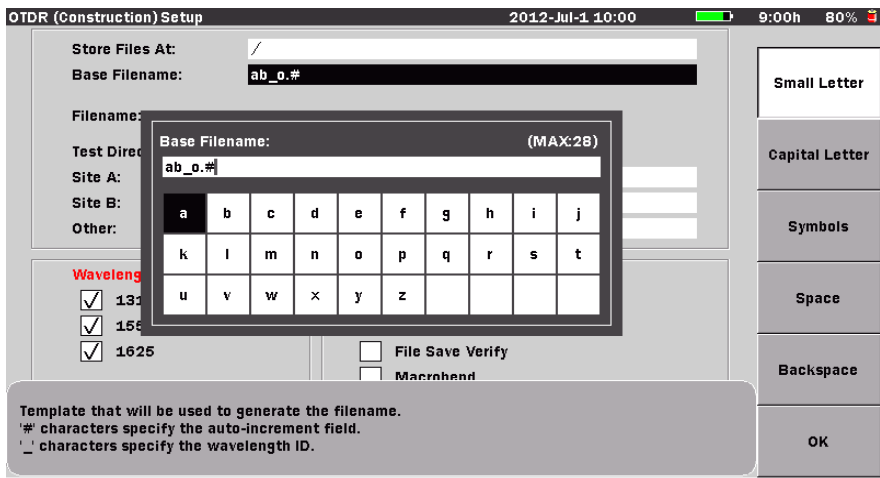 OTDR (Construction) Setup 2012-Jul-1 10:00 9:00h 80%
Store Files At: /
Base Filename: ab_o.#
Filename:
Test Direc
Site A:
Site B:
Other:
Base Filename: (MAX:28)
ab_o.#
a b c d e f g h i j
k l m n o p q r s t
u v w x y z
Waveleng
131
155
1625
File Save Verify
Macrobend
Small Letter
Capital Letter
Symbols
Space
Backspace
OK
Template that will be used to generate the filename.
'#' characters specify the auto-increment field.
'_' characters specify the wavelength ID.